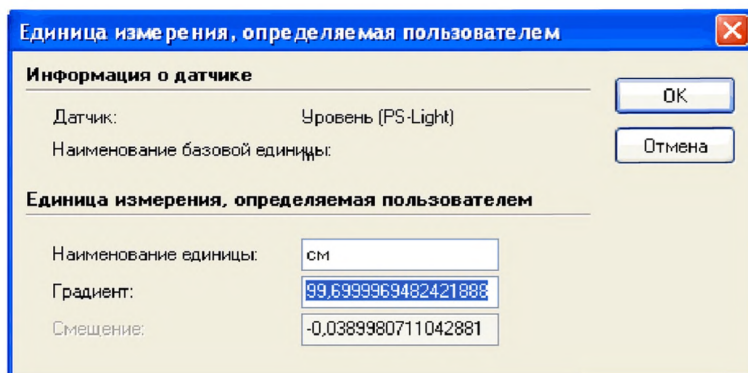 Единица измерения, определяемая пользователем
Информация о датчике
OK
Датчик: Уровень (PS-Light)
Отмена
Наименование базовой единицы: м
Единица измерения, определяемая пользователем
Наименование единицы: см
Градиент: 99,6999969482421888
Смещение: -0,0389980711042881